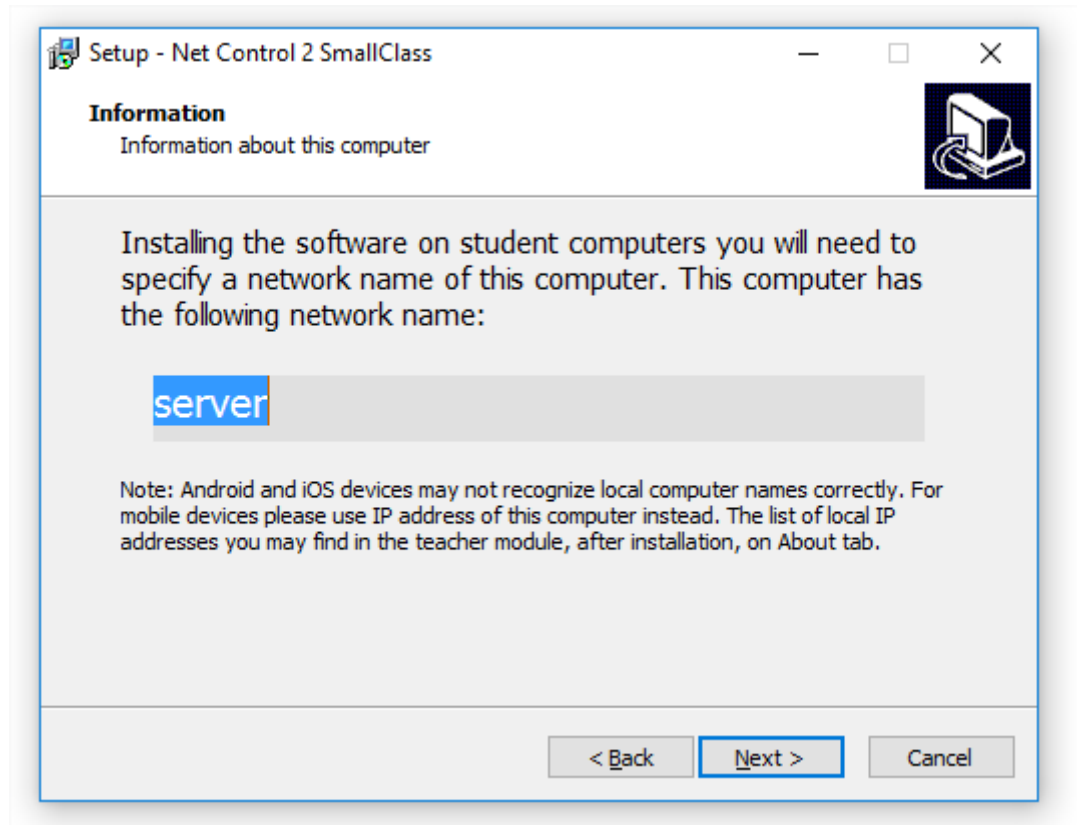 Setup - Net Control 2 SmallClass
Information
Information about this computer
Installing the software on student computers you will need to
specify a network name of this computer. This computer has
the following network name:
server
Note: Android and iOS devices may not recognize local computer names correctly. For
mobile devices please use IP address of this computer instead. The list of local IP
addresses you may find in the teacher module, after installation, on About tab.
< Back Next > Cancel